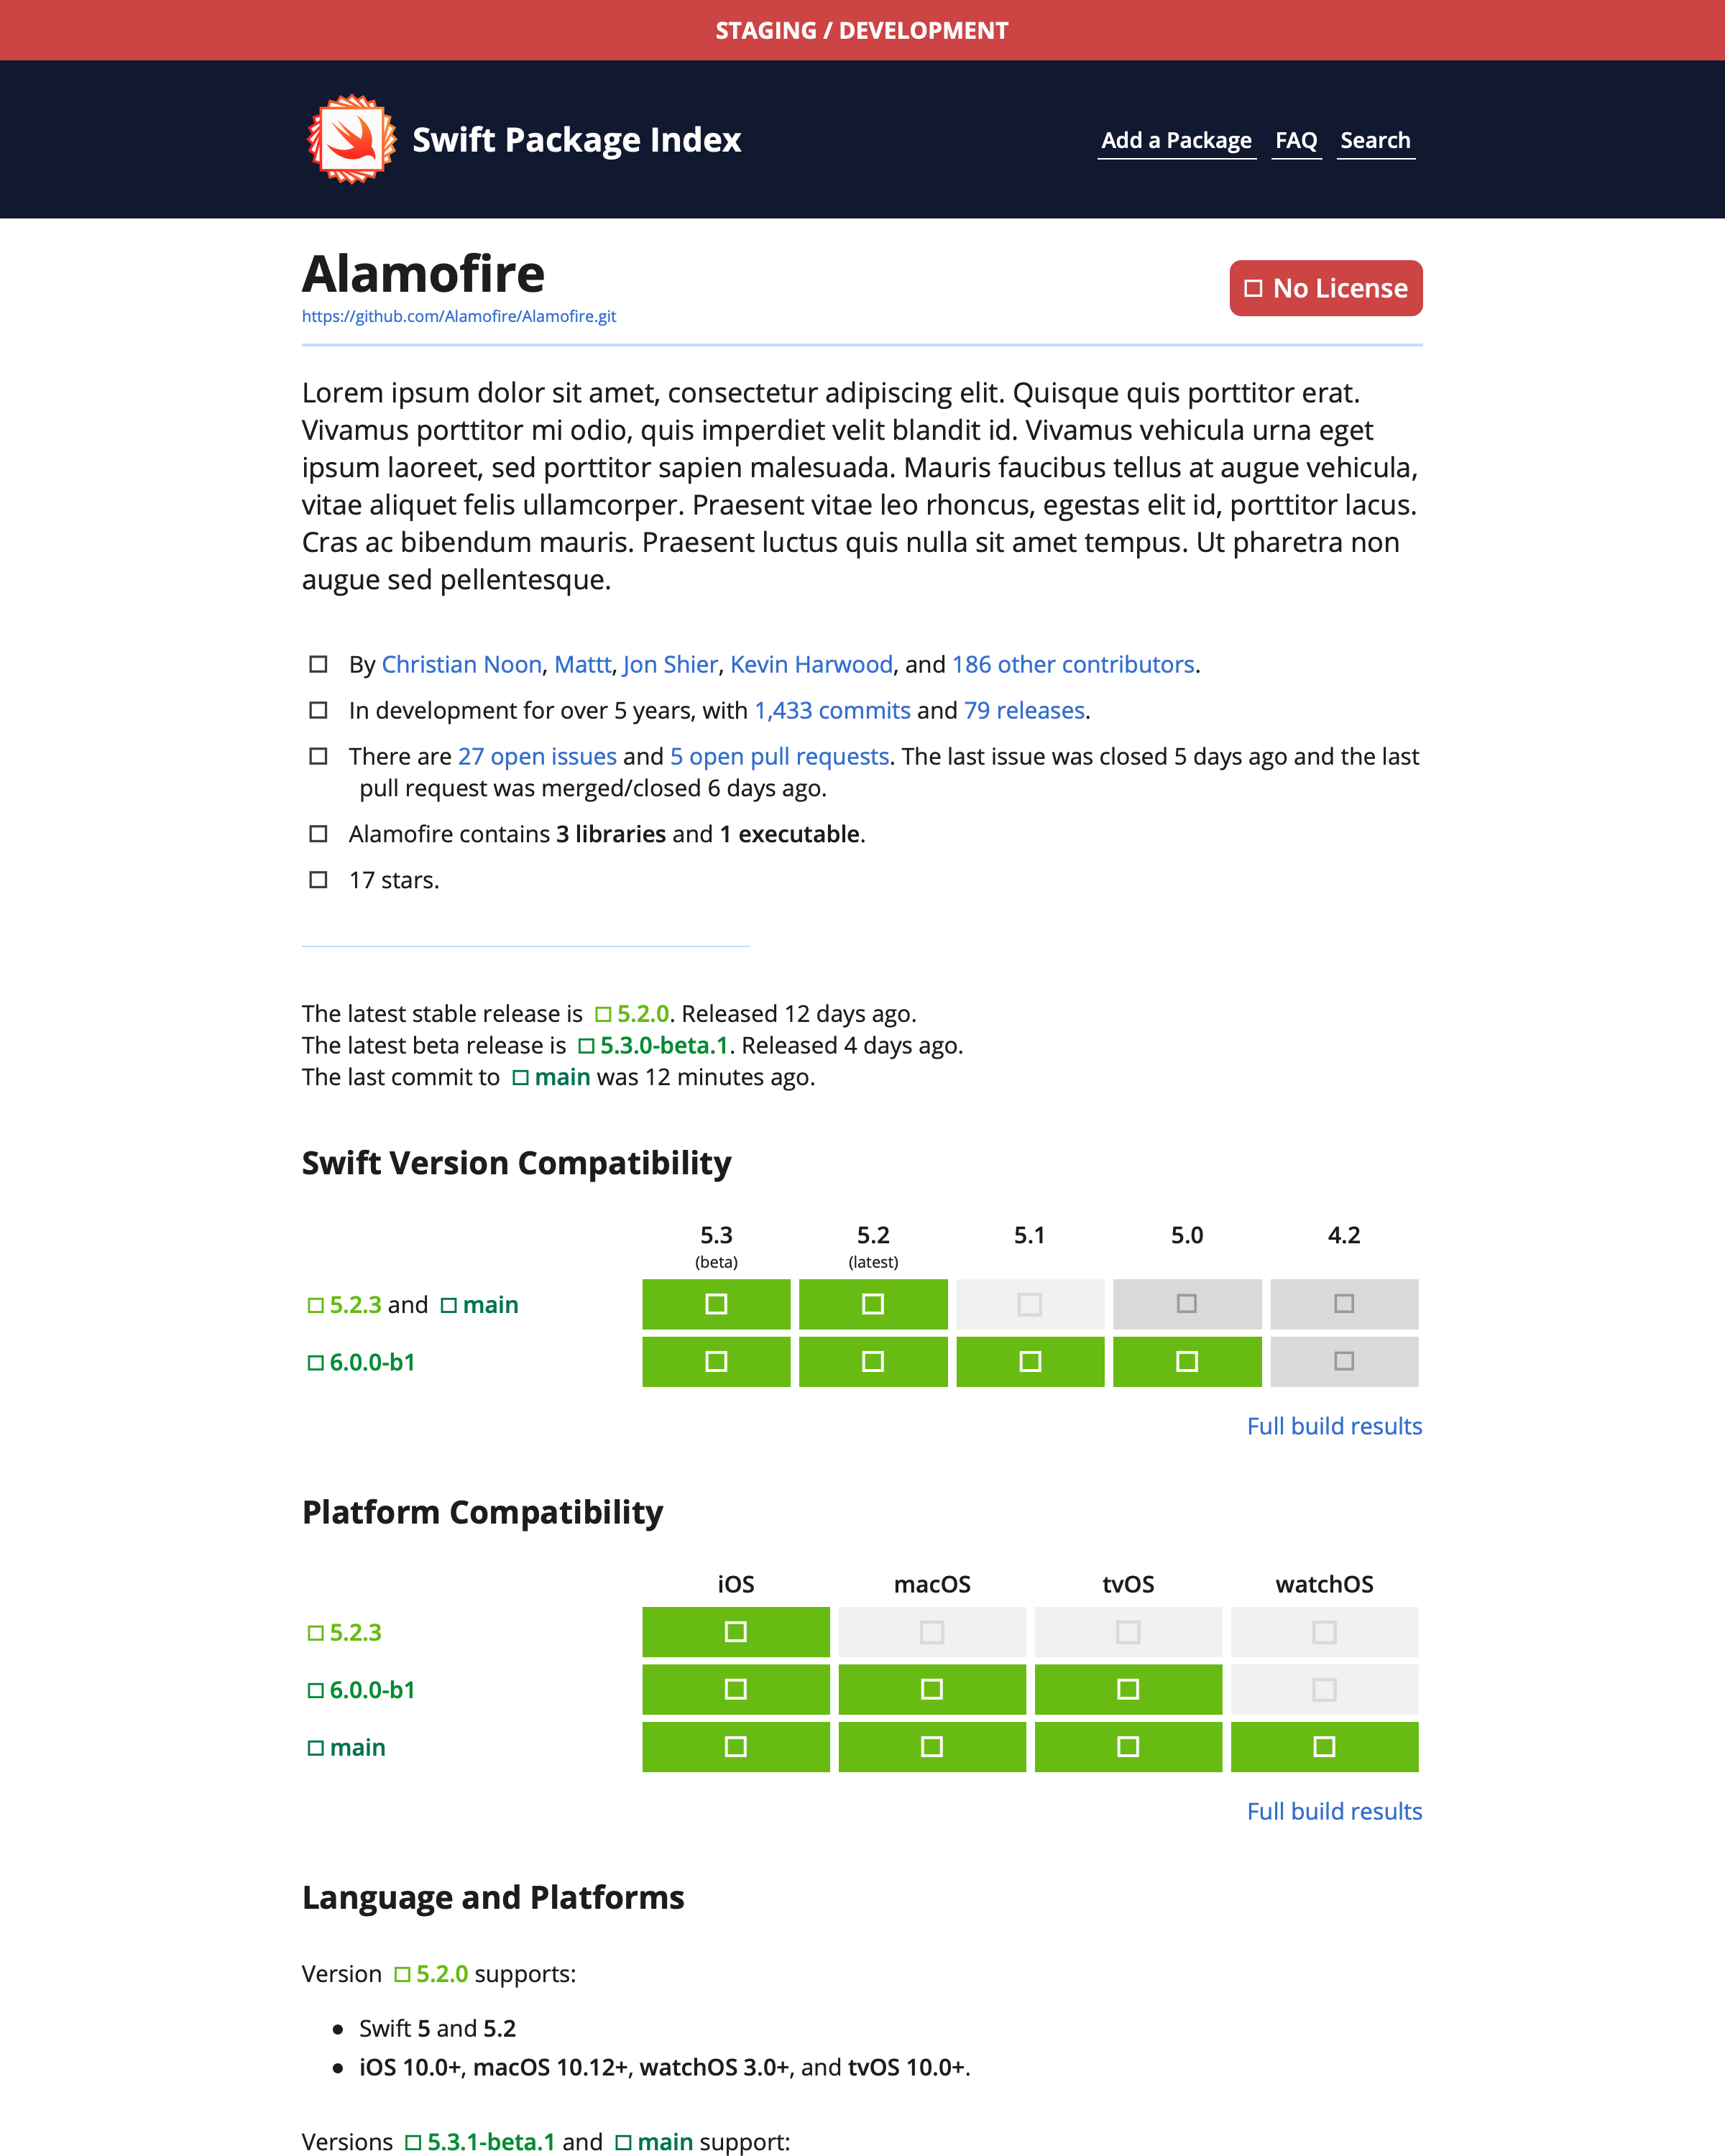 STAGING / DEVELOPMENT
Swift Package Index
Add a Package FAQ Search
Alamofire
No License
https://github.com/Alamofire/Alamofire.git
Lorem ipsum dolor sit amet, consectetur adipiscing elit. Quisque quis porttitor erat.
Vivamus porttitor mi odio, quis imperdiet velit blandit id. Vivamus vehicula urna eget
ipsum laoreet, sed porttitor sapien malesuada. Mauris faucibus tellus at augue vehicula,
vitae aliquet felis ullamcorper. Praesent vitae leo rhoncus, egestas elit id, porttitor lacus.
Cras ac bibendum mauris. Praesent luctus quis nulla sit amet tempus. Ut pharetra non
augue sed pellentesque.
By Christian Noon, Mattt, Jon Shier, Kevin Harwood, and 186 other contributors.
In development for over 5 years, with 1,433 commits and 79 releases.
There are 27 open issues and 5 open pull requests. The last issue was closed 5 days ago and the last
pull request was merged/closed 6 days ago.
Alamofire contains 3 libraries and 1 executable.
17 stars.
The latest stable release is 5.2.0. Released 12 days ago.
The latest beta release is 5.3.0-beta.1. Released 4 days ago.
The last commit to main was 12 minutes ago.
Swift Version Compatibility
5.3 5.2 5.1 5.0 4.2
(beta) (latest)
5.2.3 and main
6.0.0-b1
Full build results
Platform Compatibility
iOS macOS tvOS watchOS
5.2.3
6.0.0-b1
main
Full build results
Language and Platforms
Version 5.2.0 supports:
Swift 5 and 5.2
iOS 10.0+, macOS 10.12+, watchOS 3.0+, and tvOS 10.0+.
Versions 5.3.1-beta.1 and main support: